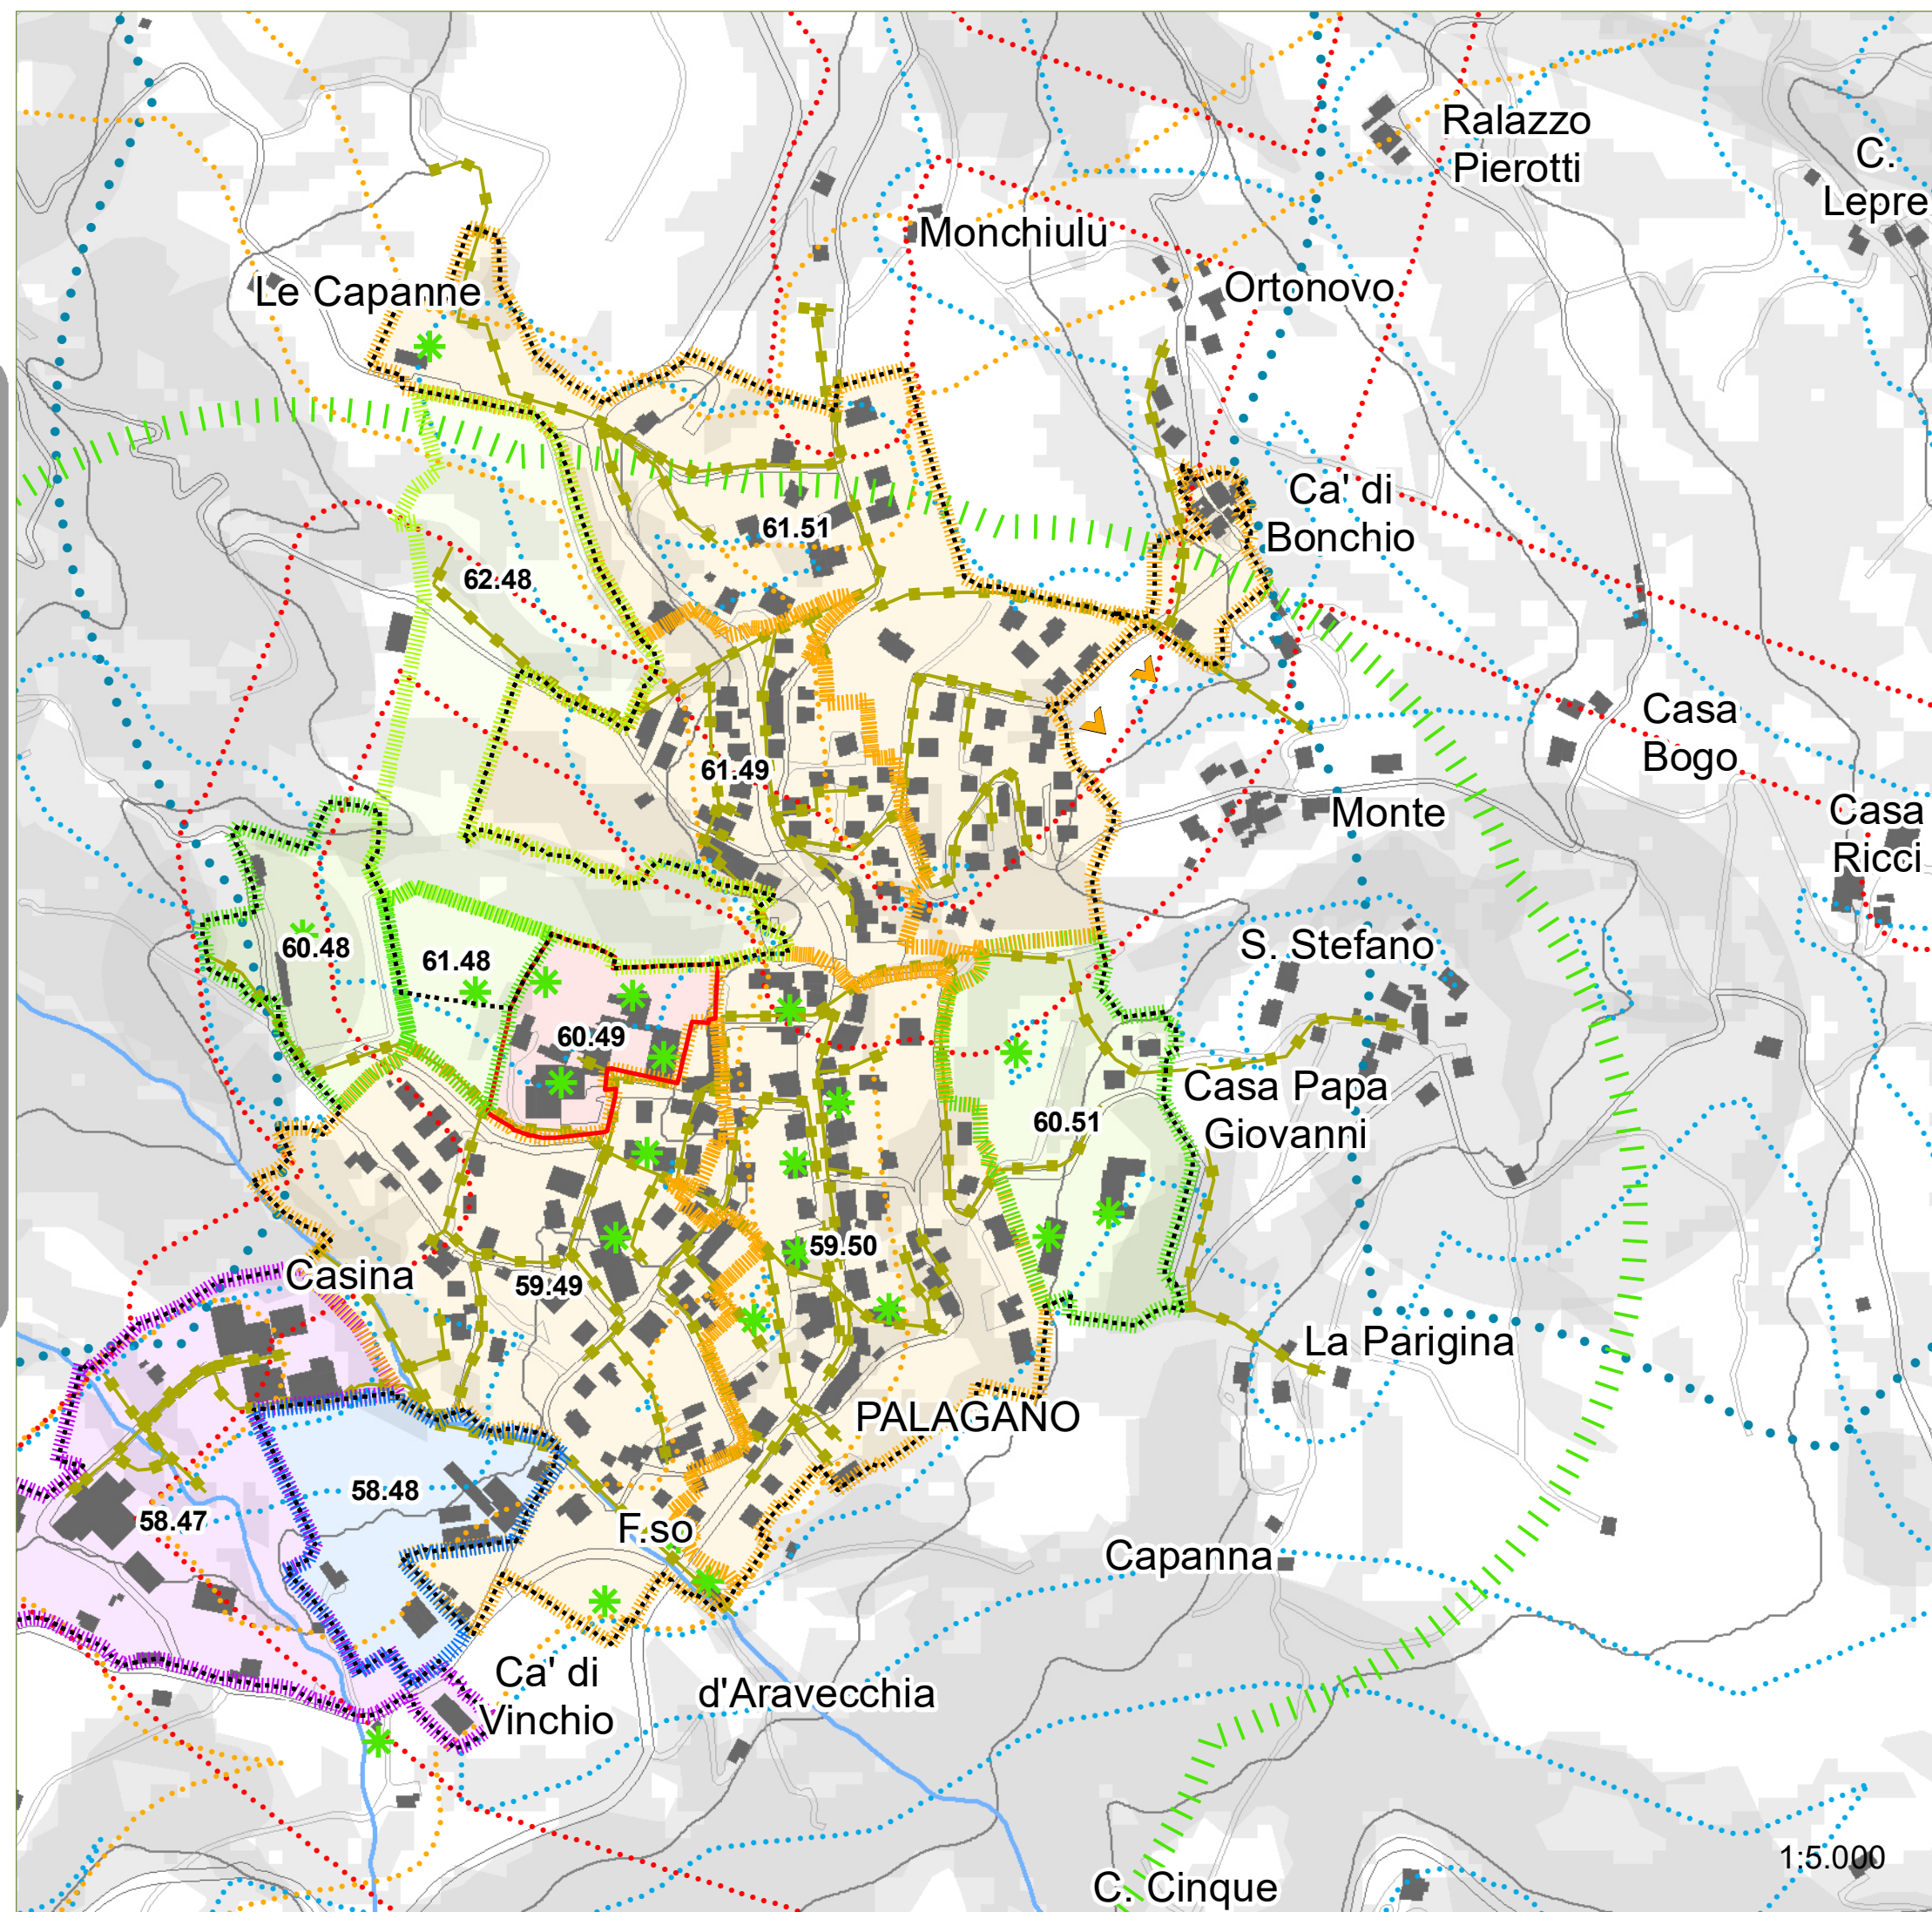 Ralazzo
Pierotti
C.
Lepre
Monchiulu
Le Capanne
Ortonovo
Ca' di
Bonchio
61.51
62.48
Casa
Bogo
61.49
Monte
Casa
Ricci
60.48
61.48
S. Stefano
60.49
Casa Papa
Giovanni
60.51
59.50
Casina
59.49
La Parigina
PALAGANO
58.48
58.47
F.so
Capanna
Ca' di
Vinchio
d'Aravecchia
1:5.000
C. Cinque